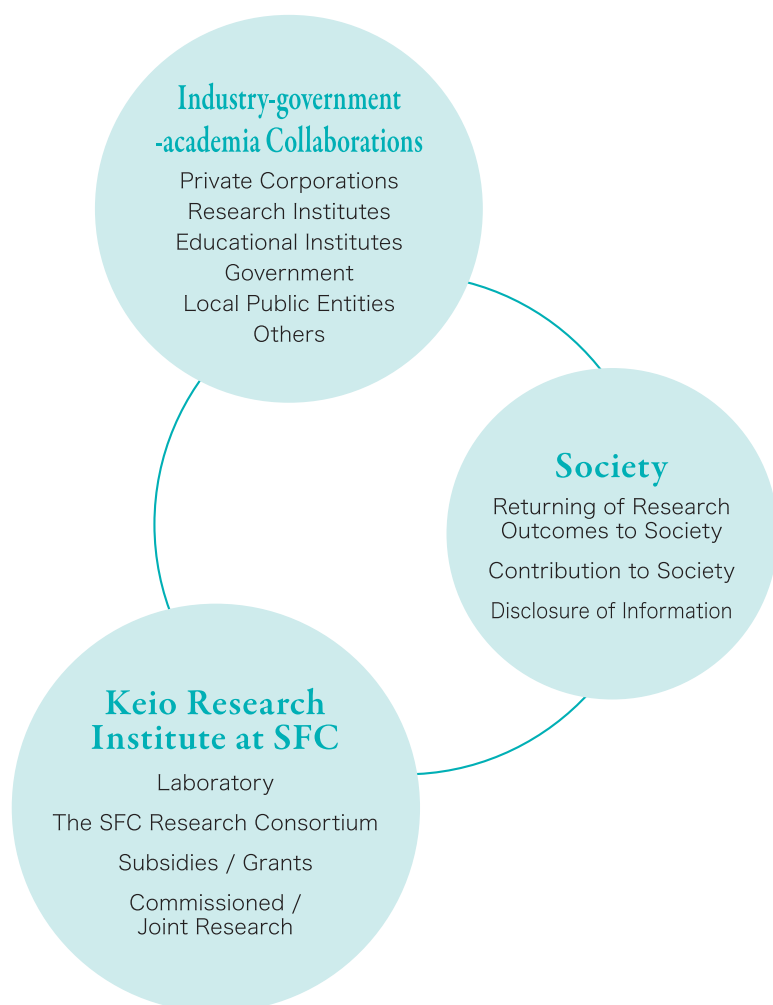 Industry-government
-academia Collaborations
Private Corporations
Research Institutes
Educational Institutes
Government
Local Public Entities
Others
Society
Returning of Research
Outcomes to Society
Contribution to Society
Disclosure of Information
Keio Research
Institute at SFC
Laboratory
The SFC Research Consortium
Subsidies / Grants
Commissioned /
Joint Research